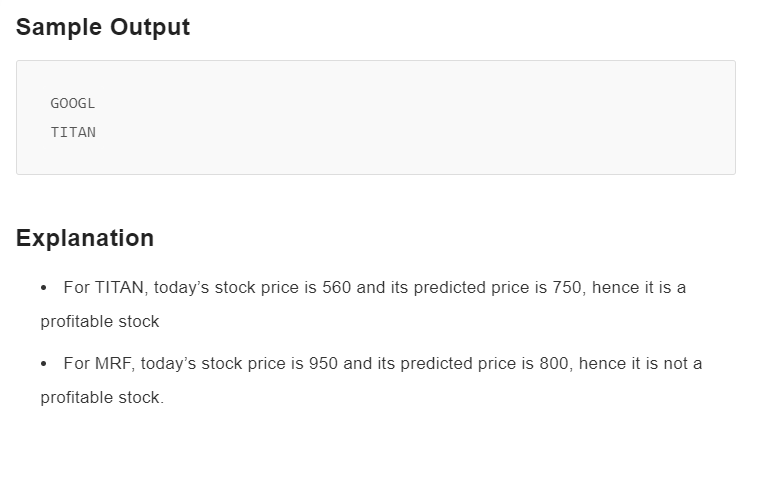 Sample Output
GOOGL
TITAN
Explanation
• For TITAN, today’s stock price is 560 and its predicted price is 750, hence it is a
profitable stock
• For MRF, today’s stock price is 950 and its predicted price is 800, hence it is not a
profitable stock.